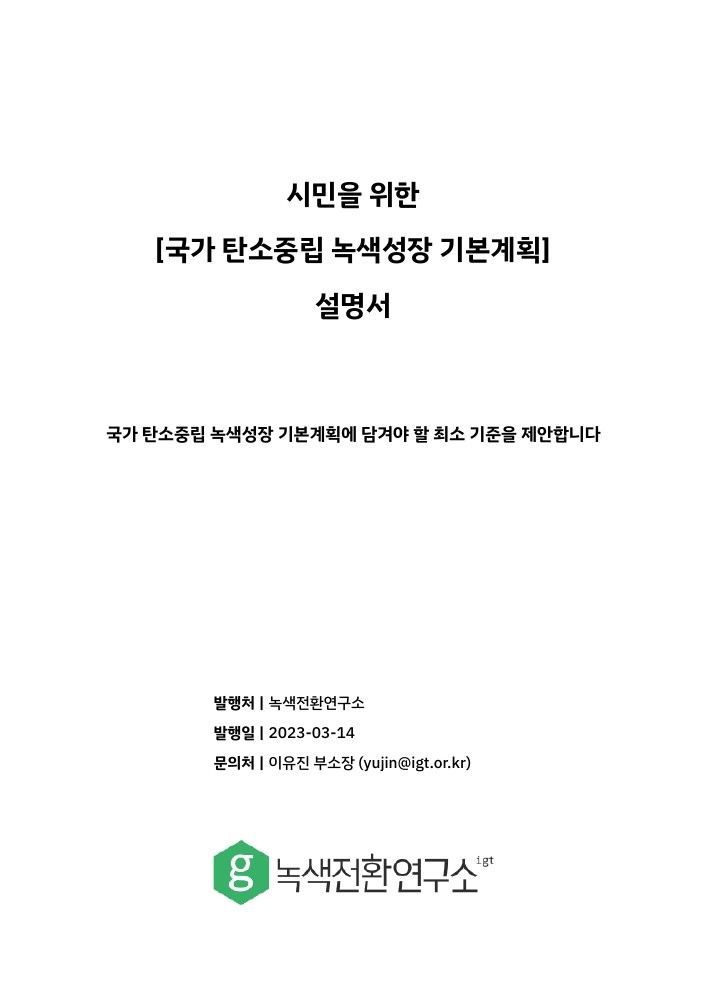 시민을 위한
[국가 탄소중립 녹색성장 기본계획]
설명서
국가 탄소중립 녹색성장 기본계획에 담겨야 할 최소 기준을 제안합니다
발행처 | 녹색전환연구소
발행일 | 2023-03-14
문의처 | 이유진 부소장 (yujin@igt.or.kr)
g 녹색전환연구소 igt